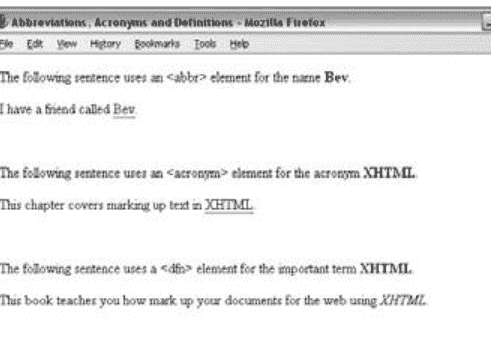 Abbreviations, Acronyms and Definitions - Mozilla Firefox
File Edit View History Bookmarks Tools Help
The following sentence uses an <abbr> element for the name Bev.
I have a friend called Bev.
The following sentence uses an <acronym> element for the acronym XHTML.
This chapter covers marking up text in XHTML.
The following sentence uses a <dfn> element for the important term XHTML.
This book teaches you how mark up your documents for the web using XHTML.